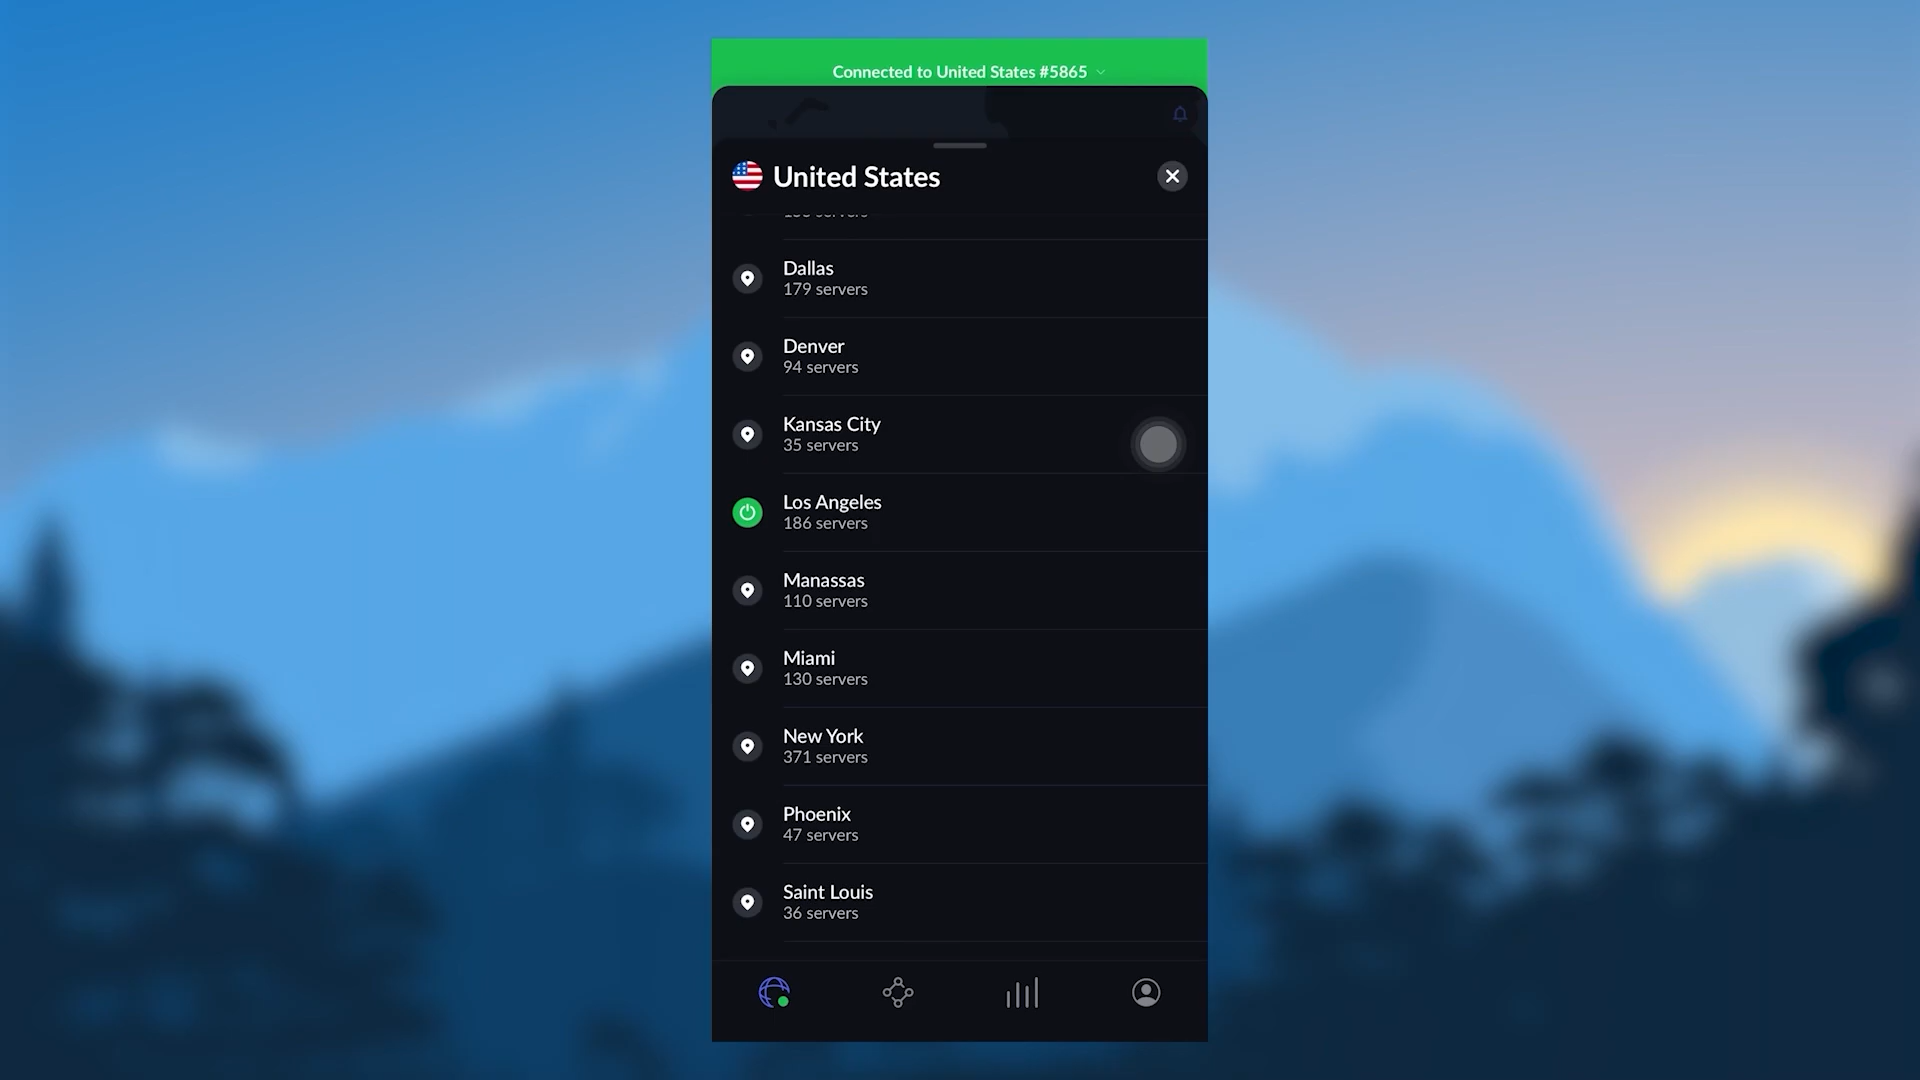 Connected to United States #5865
United States
Dallas
179 servers
Denver
94 servers
Kansas City
35 servers
Los Angeles
186 servers
Manassas
110 servers
Miami
130 servers
New York
371 servers
Phoenix
47 servers
Saint Louis
36 servers